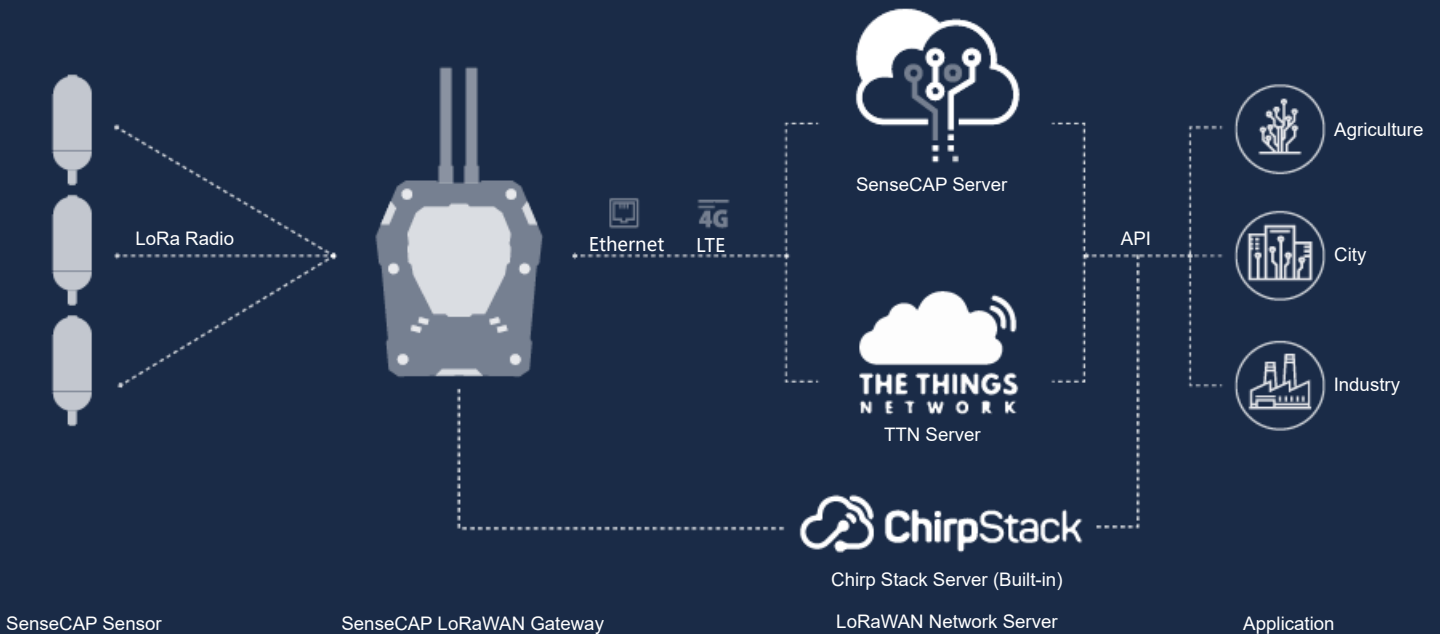 SenseCAP Server
Agriculture
LoRa Radio
4G
Ethernet LTE
API
City
THE THINGS
NETWORK
TTN Server
Industry
ChirpStack
Chirp Stack Server (Built-in)
SenseCAP Sensor
SenseCAP LoRaWAN Gateway
LoRaWAN Network Server
Application